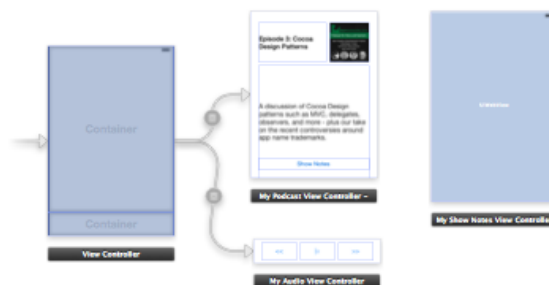 Container
Container
View Controller
Episode 3: Cocoa
Design Patterns
A discussion of Cocoa Design
patterns such as MVC, delegates,
observers, and more - plus our take
on the recent controversies around
app name trademarks.
Show Notes
My Podcast View Controller -
<<
>>
My Audio View Controller
My Show Notes View Controller